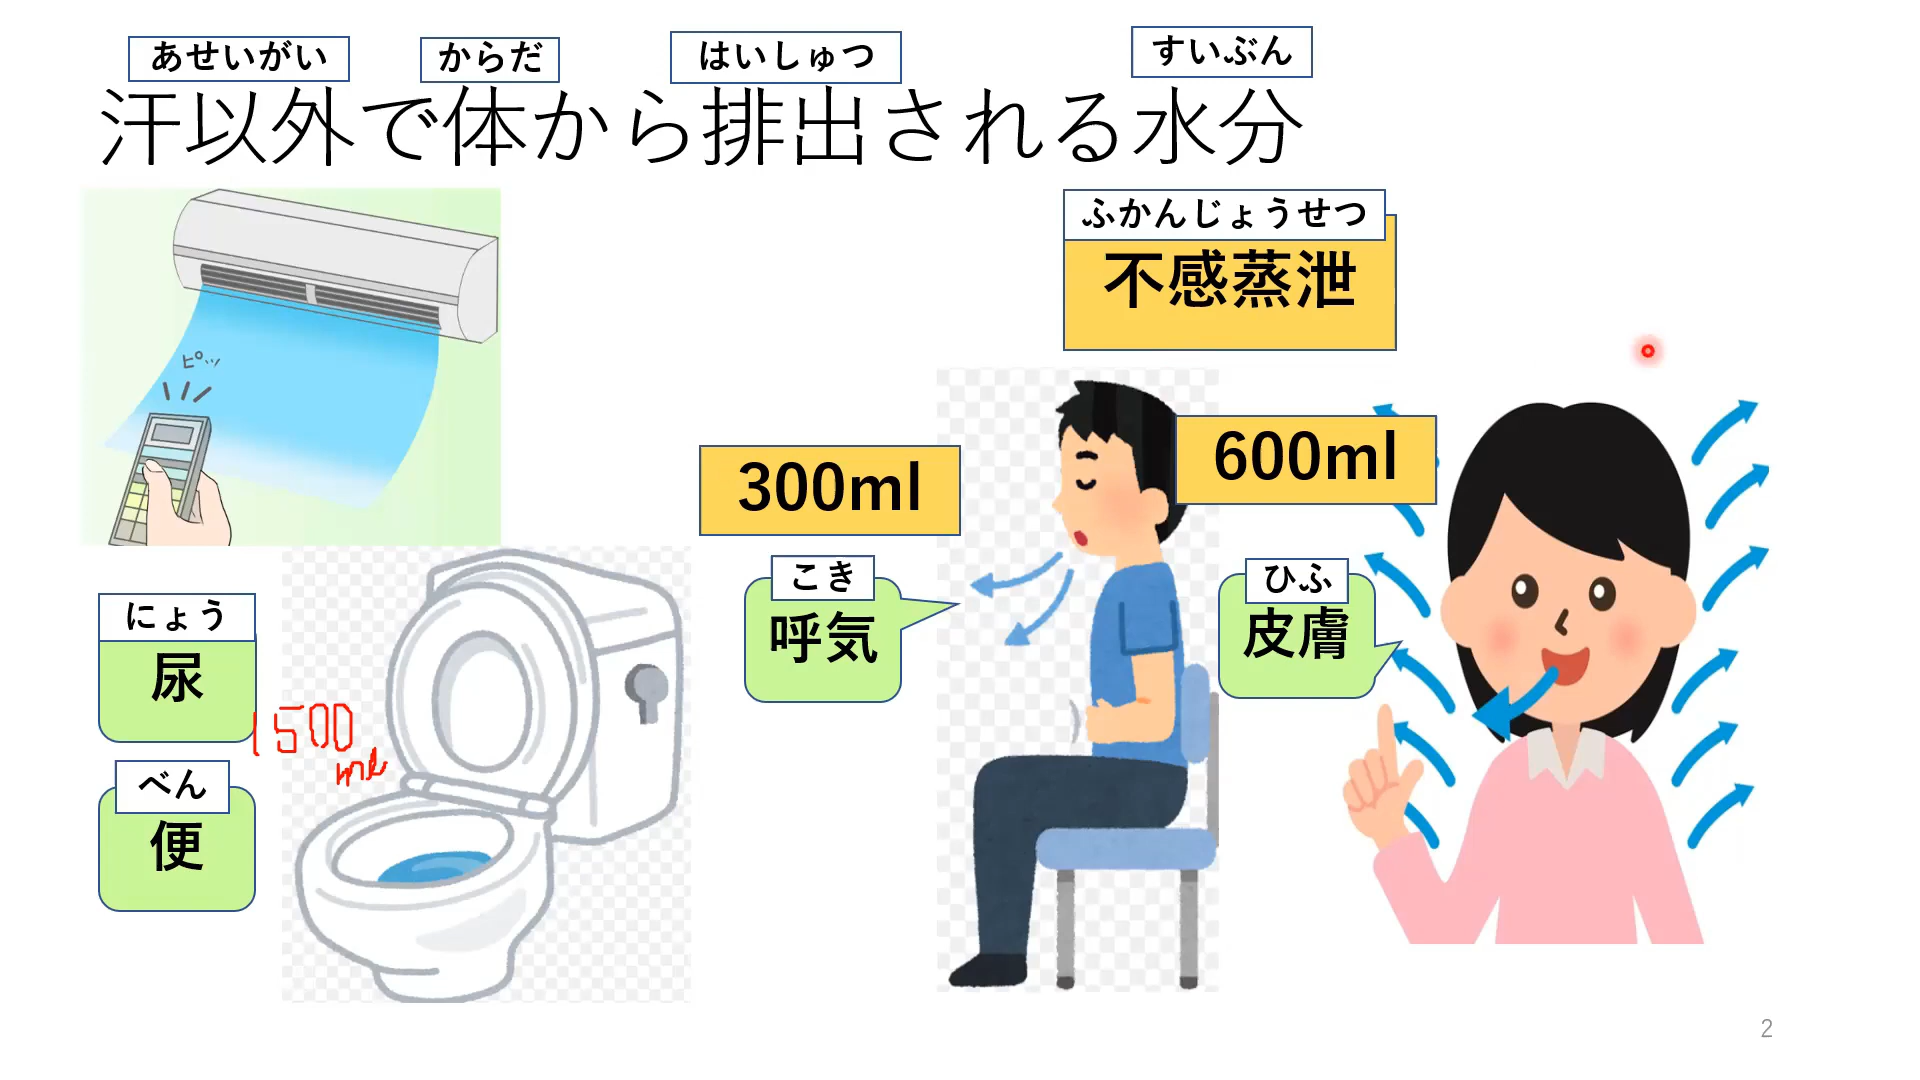 あせいがい
からだ
はいしゅつ
すいぶん
汗以外で体から排出される水分
ピッ
ふかんじょうせつ
不感蒸泄
300ml
600ml
こき
呼気
ひふ
皮膚
にょう
尿
1500
ml
べん
便
2